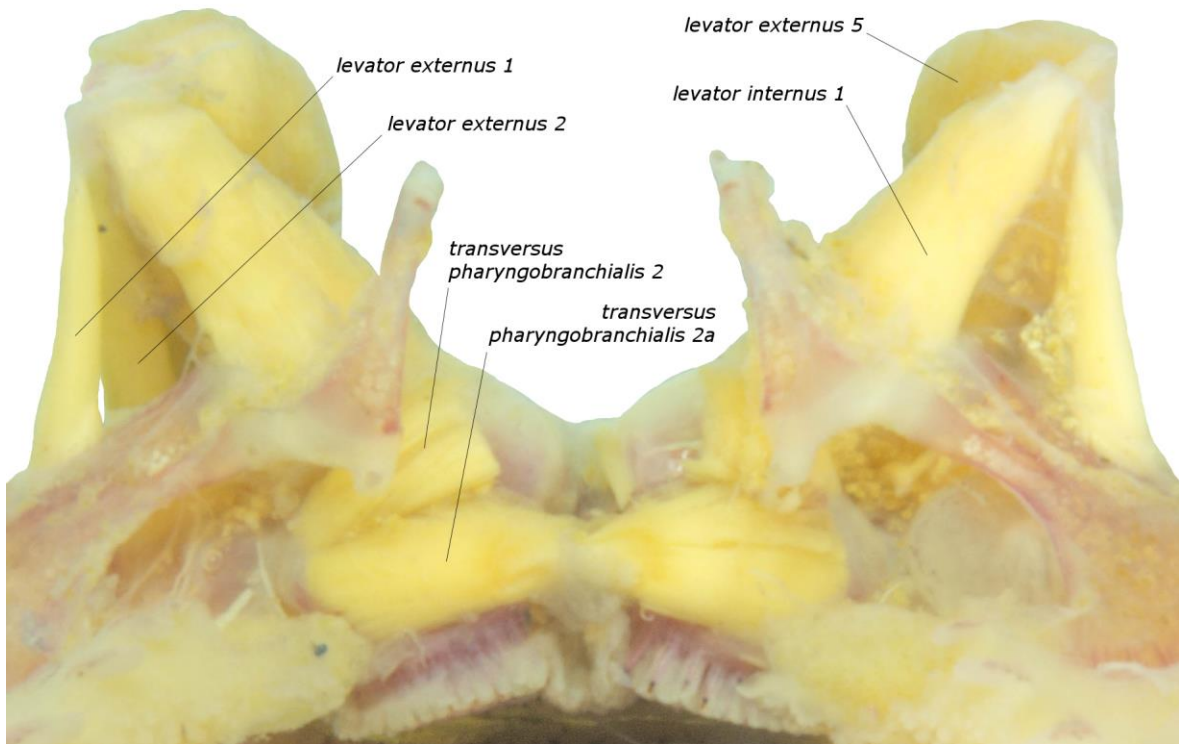 levator externus 5
levator externus 1
levator internus 1
levator externus 2
transversus
pharyngobranchialis 2
transversus
pharyngobranchialis 2a